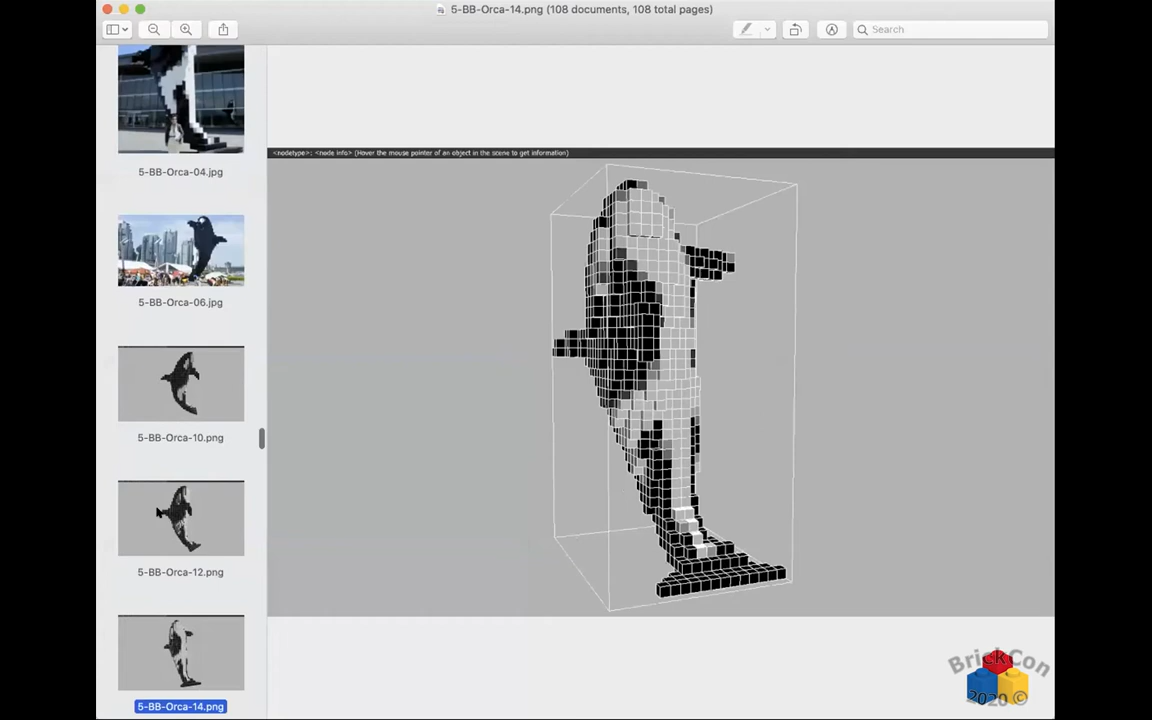 5-BB-Orca-14.png (108 documents, 108 total pages)
Search
<nodetype>: <node info> (Hover the mouse pointer of an object in the scene to get information)
5-BB-Orca-04.jpg
5-BB-Orca-06.jpg
5-BB-Orca-10.png
5-BB-Orca-12.png
5-BB-Orca-14.png
BrickCon
2020 ©